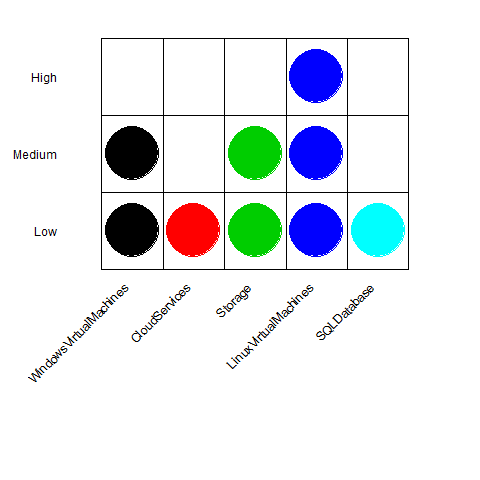 High
Medium
Low
WindowsVirtualMachines
CloudServices
Storage
LinuxVirtualMachines
SQLDatabase